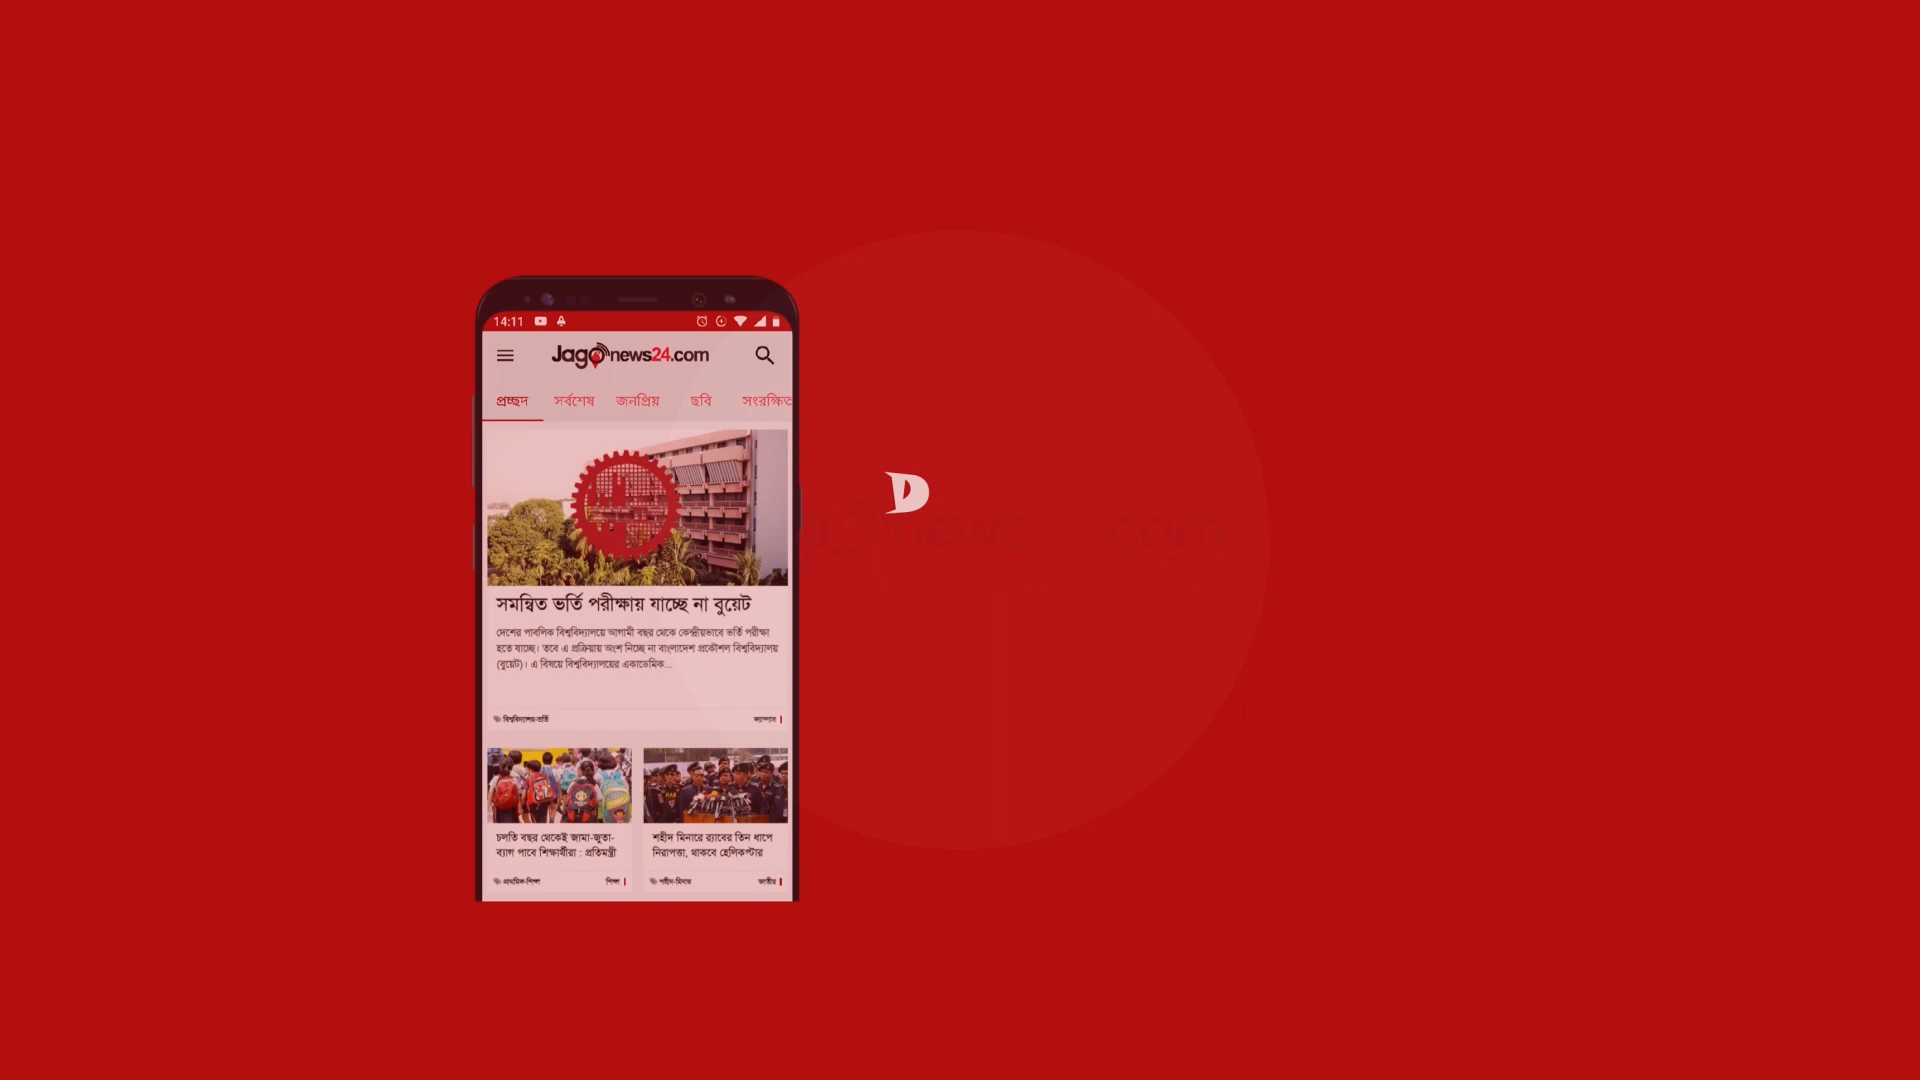 14:11
Jagonews24.com
প্রচ্ছদ সর্বশেষ জনপ্রিয় ছবি সংরক্ষিত
সমন্বিত ভর্তি পরীক্ষায় যাচ্ছে না বুয়েট
দেশের পাবলিক বিশ্ববিদ্যালয়ে আগামী বছর থেকে কেন্দ্রীয়ভাবে ভর্তি পরীক্ষা
হতে যাচ্ছে। তবে এ প্রক্রিয়ায় অংশ নিচ্ছে না বাংলাদেশ প্রকৌশল বিশ্ববিদ্যালয়
(বুয়েট)। এ বিষয়ে বিশ্ববিদ্যালয়ের একাডেমিক...
বিশ্ববিদ্যালয়-ভর্তি ক্যাম্পাস
চলতি বছর থেকেই জামা-জুতা-
ব্যাগ পাবে শিক্ষার্থীরা : প্রতিমন্ত্রী
প্রাথমিক-শিক্ষা শিক্ষা
শহীদ মিনারে র‍্যাবের তিন ধাপে
নিরাপত্তা, থাকবে হেলিকপ্টার
শহীদ-মিনার জাতীয়
D
news .com